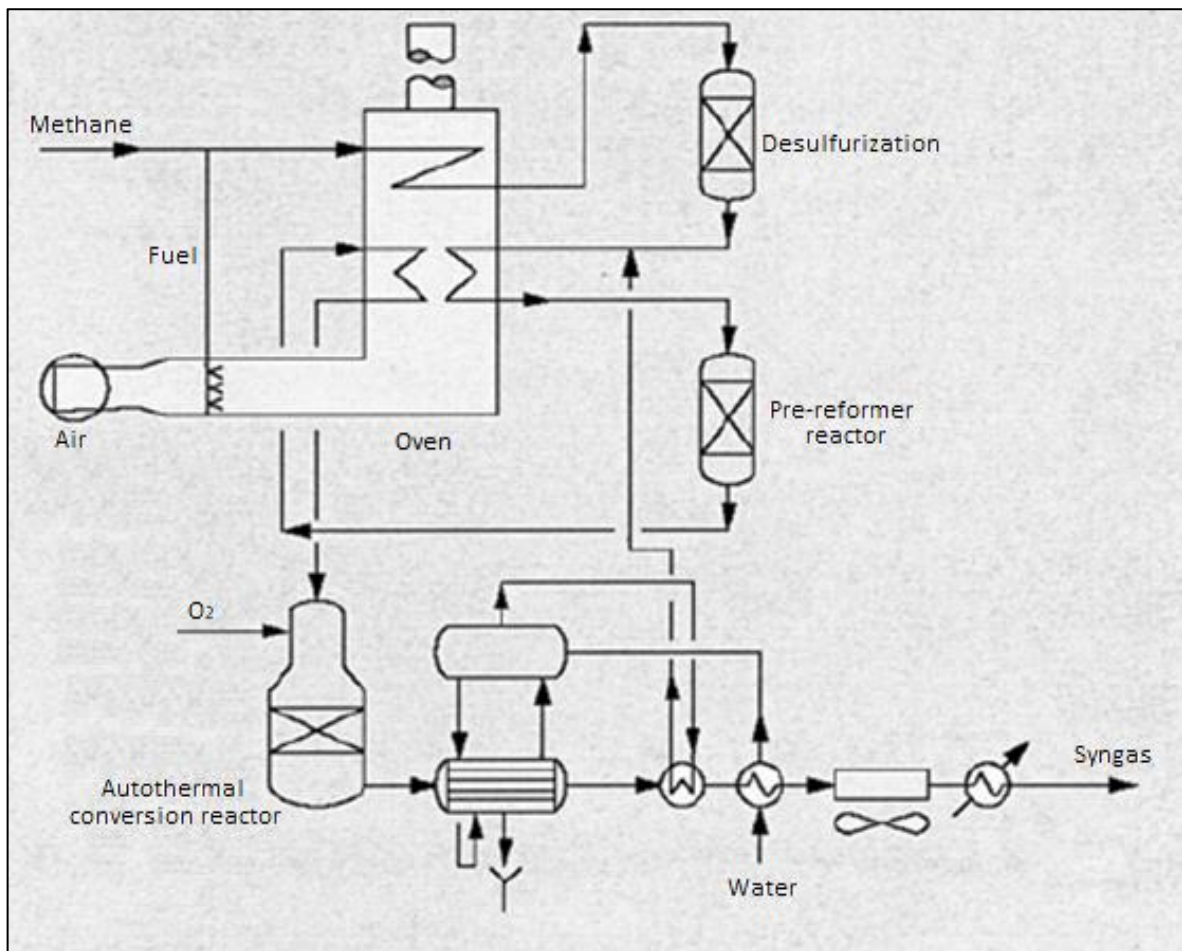 Methane
Desulfurization
Fuel
Air
Oven
Pre-reformer
reactor
O₂
Autothermal
conversion reactor
Syngas
Water